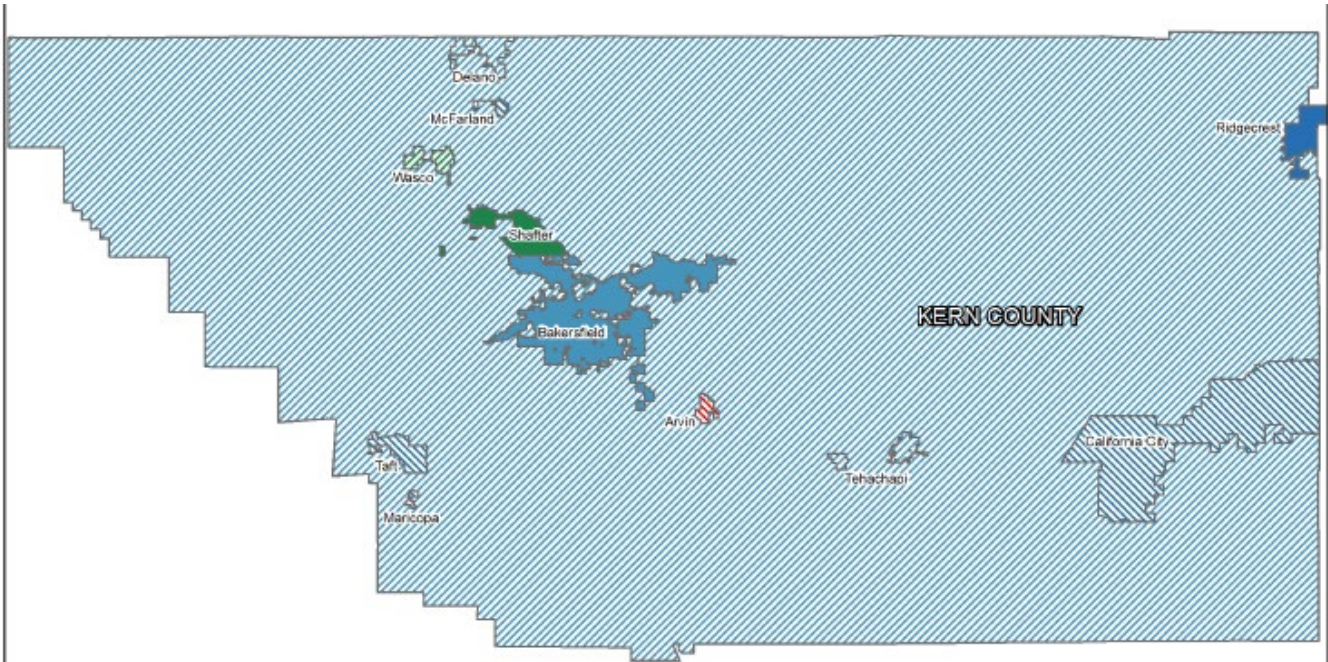 Delano
McFarland
Ridgecrest
Wasco
Shafter
KERN COUNTY
Bakersfield
Arvin
California City
Taft
Tehachapi
Maricopa